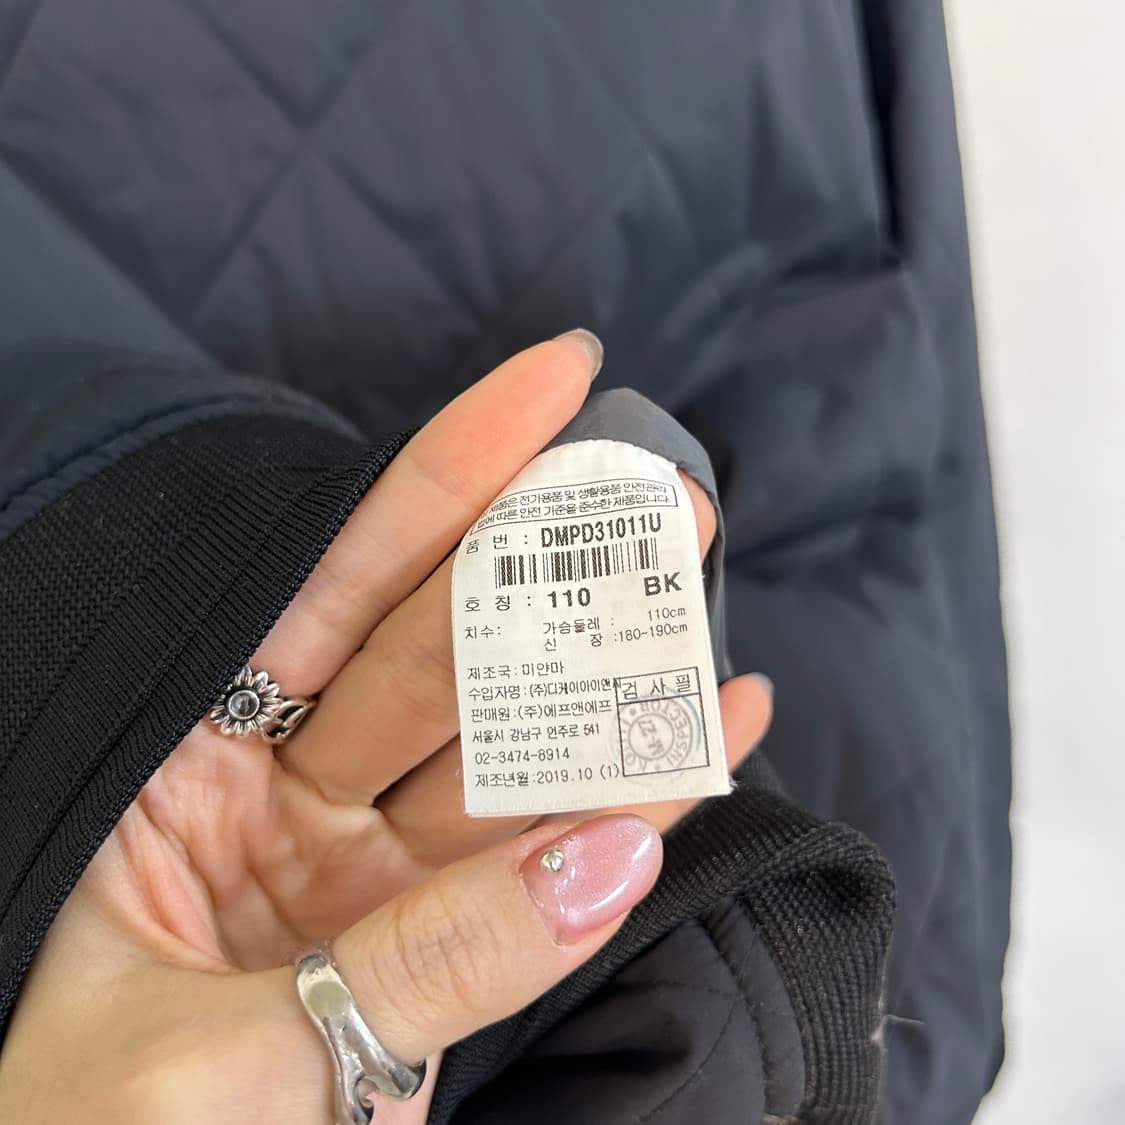 제품은 전기용품 및 생활용품 안전관리
법에 따른 안전 기준을 준수한 제품입니다.
품 번 : DMPD31011U
호 칭 : 110 BK
치수: 가슴둘레 : 110cm
신 장 :180~190cm
제조국:미얀마
수입자명:(주)디케이아이앤씨
검사필
판매원:(주)에프앤에프
서울시 강남구 언주로 541
02-3474-8914
제조년월:2019.10 (1)
INSPECTOR